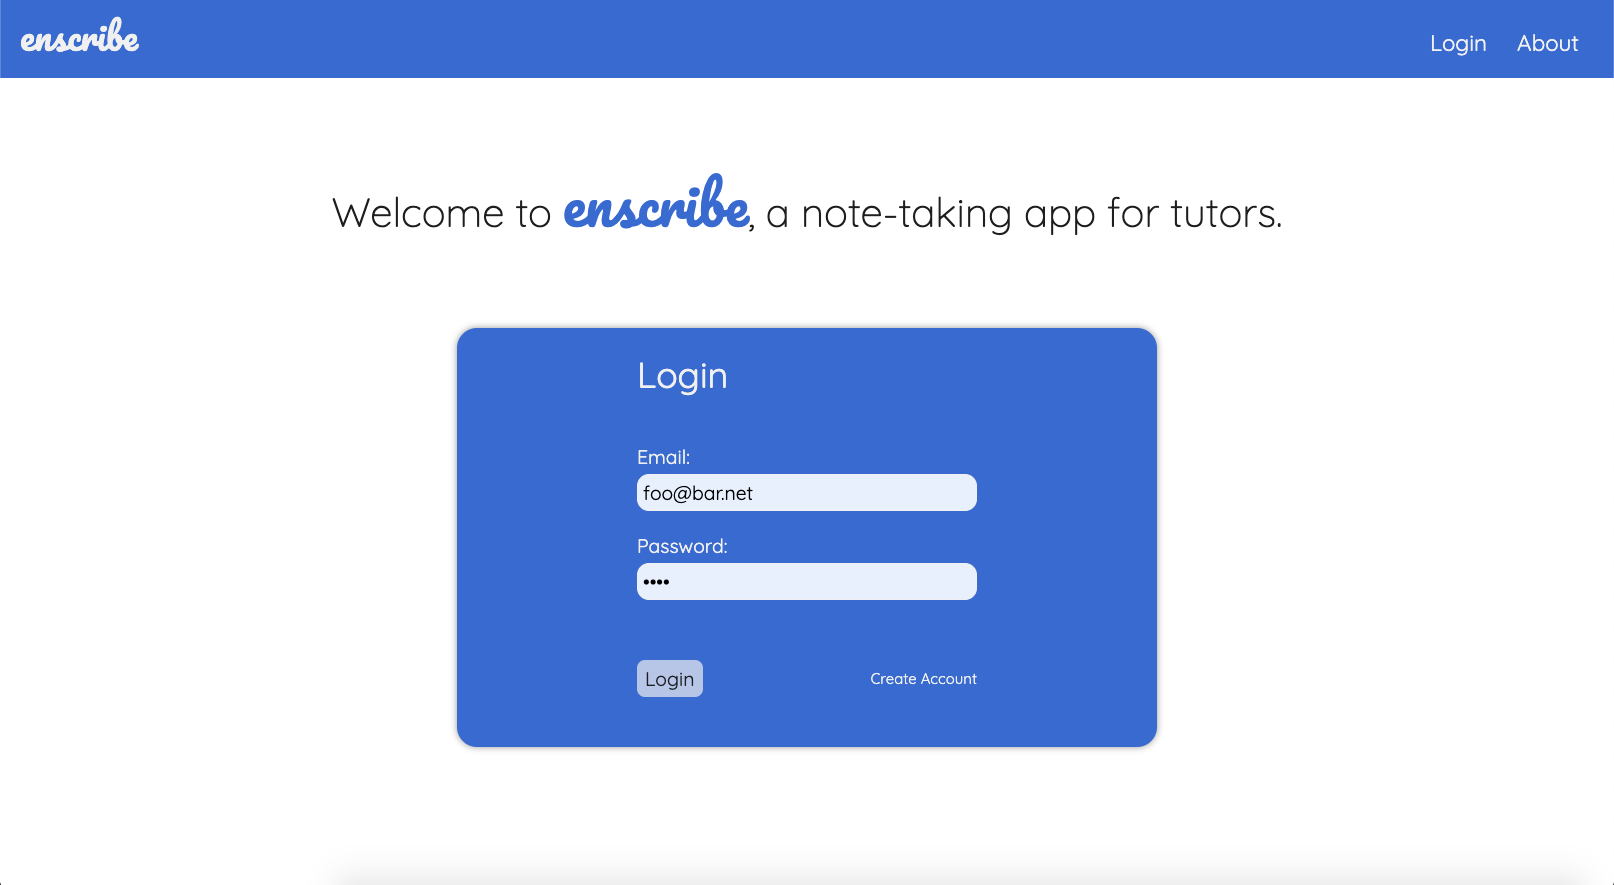 enscribe
Login About
Welcome to enscribe, a note-taking app for tutors.
Login
Email:
foo@bar.net
Password:
••••
Login Create Account